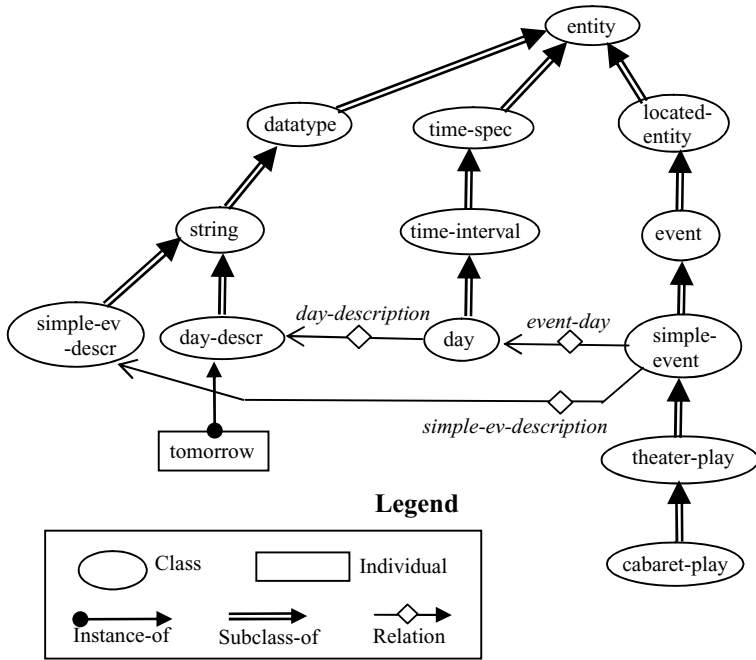 entity
datatype
time-spec
located-
entity
string
time-interval
event
simple-ev
-descr
day-descr
day-description
day
event-day
simple-
event
simple-ev-description
tomorrow
theater-play
cabaret-play
Legend
Class
Individual
Instance-of
Subclass-of
Relation